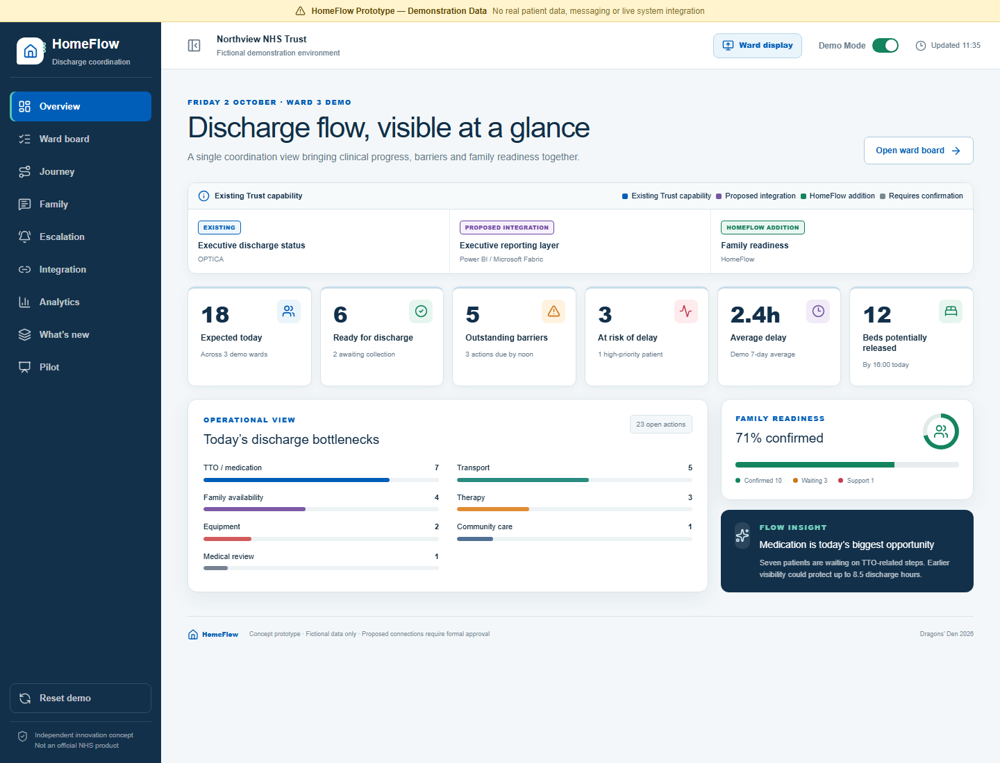 HomeFlow Prototype — Demonstration Data No real patient data, messaging or live system integration
HomeFlow
Discharge coordination
Overview
Ward board
Journey
Family
Escalation
Integration
Analytics
What's new
Pilot
Reset demo
Independent innovation concept
Not an official NHS product
Northview NHS Trust
Fictional demonstration environment
Ward display
Demo Mode
Updated 11:35
FRIDAY 2 OCTOBER · WARD 3 DEMO
Discharge flow, visible at a glance
A single coordination view bringing clinical progress, barriers and family readiness together.
Open ward board
Existing Trust capability
Existing Trust capability
Proposed integration
HomeFlow addition
Requires confirmation
EXISTING
Executive discharge status
OPTICA
PROPOSED INTEGRATION
Executive reporting layer
Power BI / Microsoft Fabric
HOMEFLOW ADDITION
Family readiness
HomeFlow
18
Expected today
Across 3 demo wards
6
Ready for discharge
2 awaiting collection
5
Outstanding barriers
3 actions due by noon
3
At risk of delay
1 high-priority patient
2.4h
Average delay
Demo 7-day average
12
Beds potentially
released
By 16:00 today
OPERATIONAL VIEW
Today's discharge bottlenecks
23 open actions
TTO / medication 7
Transport 5
Family availability 4
Therapy 3
Equipment 2
Community care 1
Medical review 1
FAMILY READINESS
71% confirmed
Confirmed 10
Waiting 3
Support 1
FLOW INSIGHT
Medication is today's biggest opportunity
Seven patients are waiting on TTO-related steps. Earlier
visibility could protect up to 8.5 discharge hours.
HomeFlow
Concept prototype · Fictional data only · Proposed connections require formal approval
Dragons' Den 2026